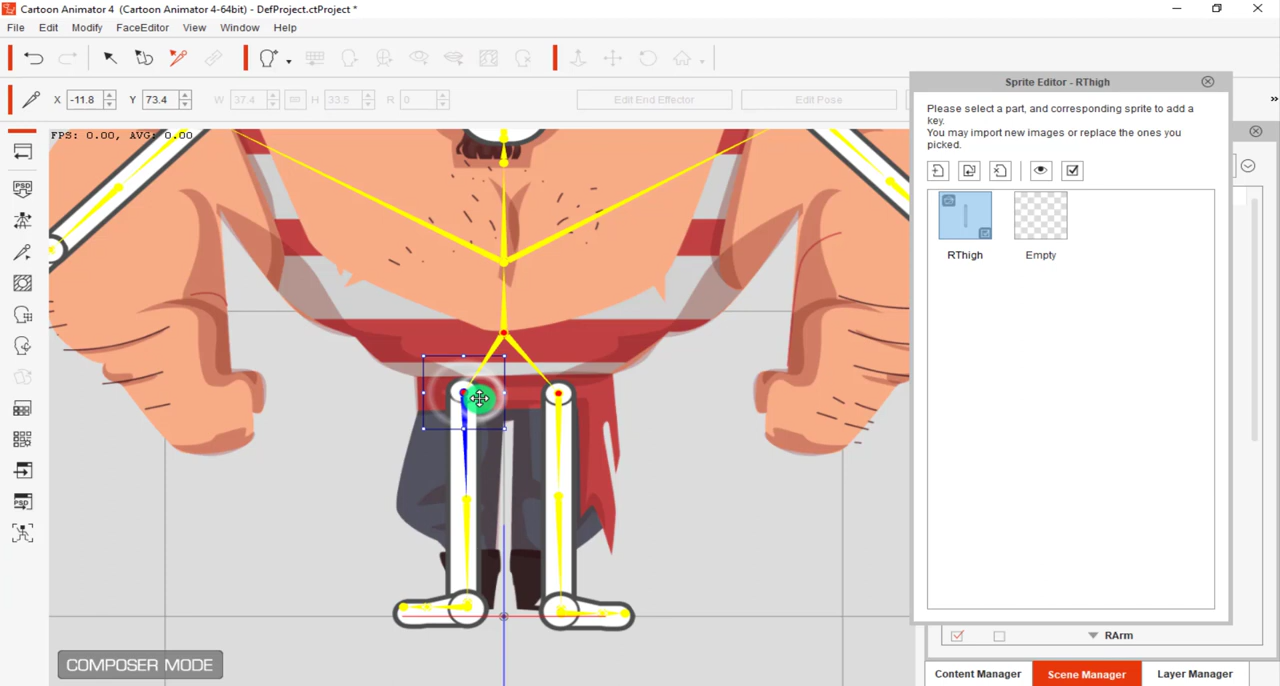 Cartoon Animator 4 (Cartoon Animator 4-64bit) - DefProject.ctProject *
File Edit Modify FaceEditor View Window Help
X -11.8 Y 73.4 W 37.4 H 33.5 R 0 Edit End Effector Edit Pose
FPS: 0.00, AVG: 0.00
Sprite Editor - RThigh
Please select a part, and corresponding sprite to add a
key.
You may import new images or replace the ones you
picked.
RThigh Empty
PSD
PSD
RArm
COMPOSER MODE
Content Manager Scene Manager Layer Manager